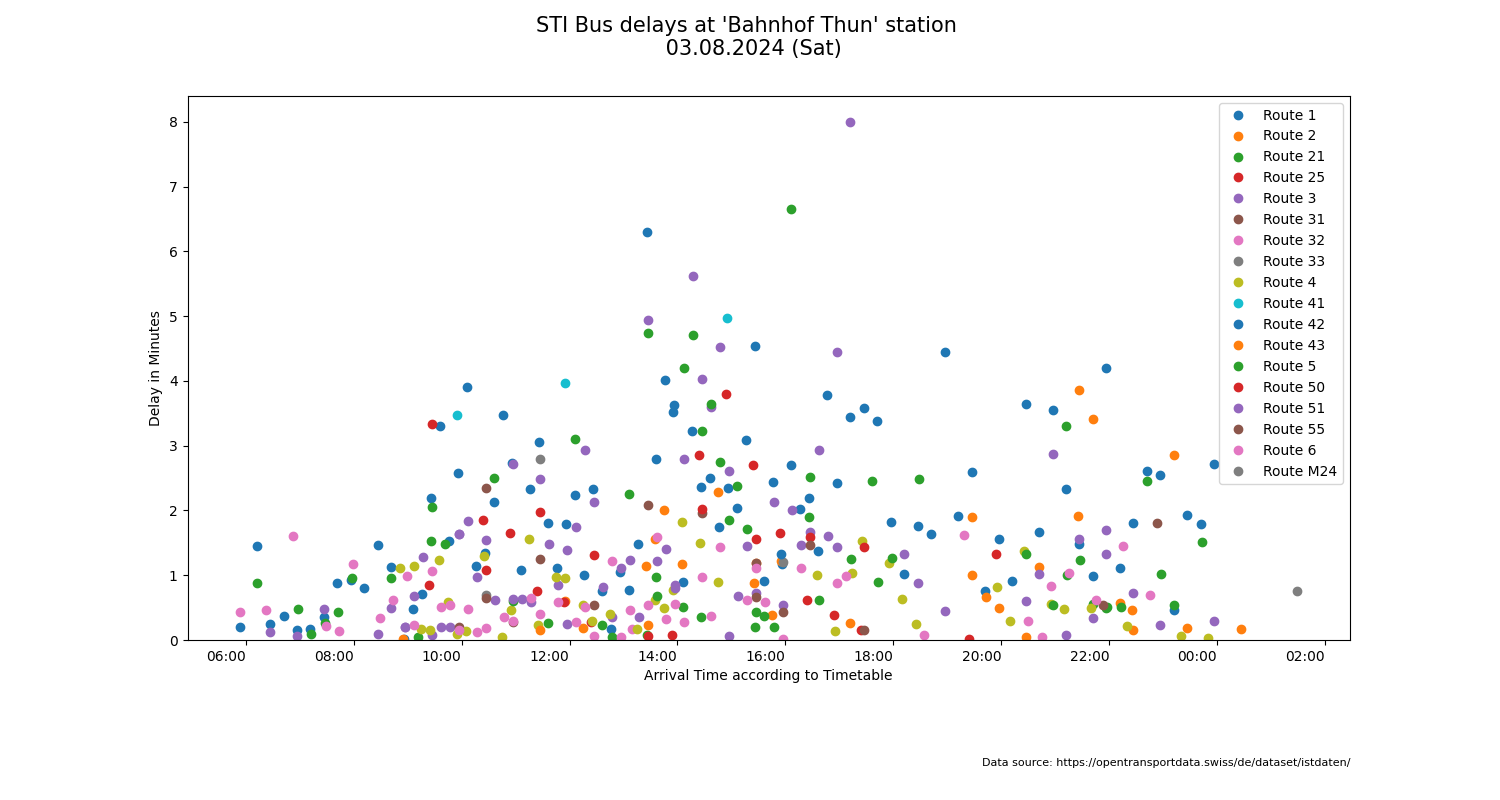 STI Bus delays at 'Bahnhof Thun' station
03.08.2024 (Sat)
8
7
6
5
4
3
2
1
0
Delay in Minutes
06:00 08:00 10:00 12:00 14:00 16:00 18:00 20:00 22:00 00:00 02:00
Arrival Time according to Timetable
Route 1
Route 2
Route 21
Route 25
Route 3
Route 31
Route 32
Route 33
Route 4
Route 41
Route 42
Route 43
Route 5
Route 50
Route 51
Route 55
Route 6
Route M24
Data source: https://opentransportdata.swiss/de/dataset/istdaten/